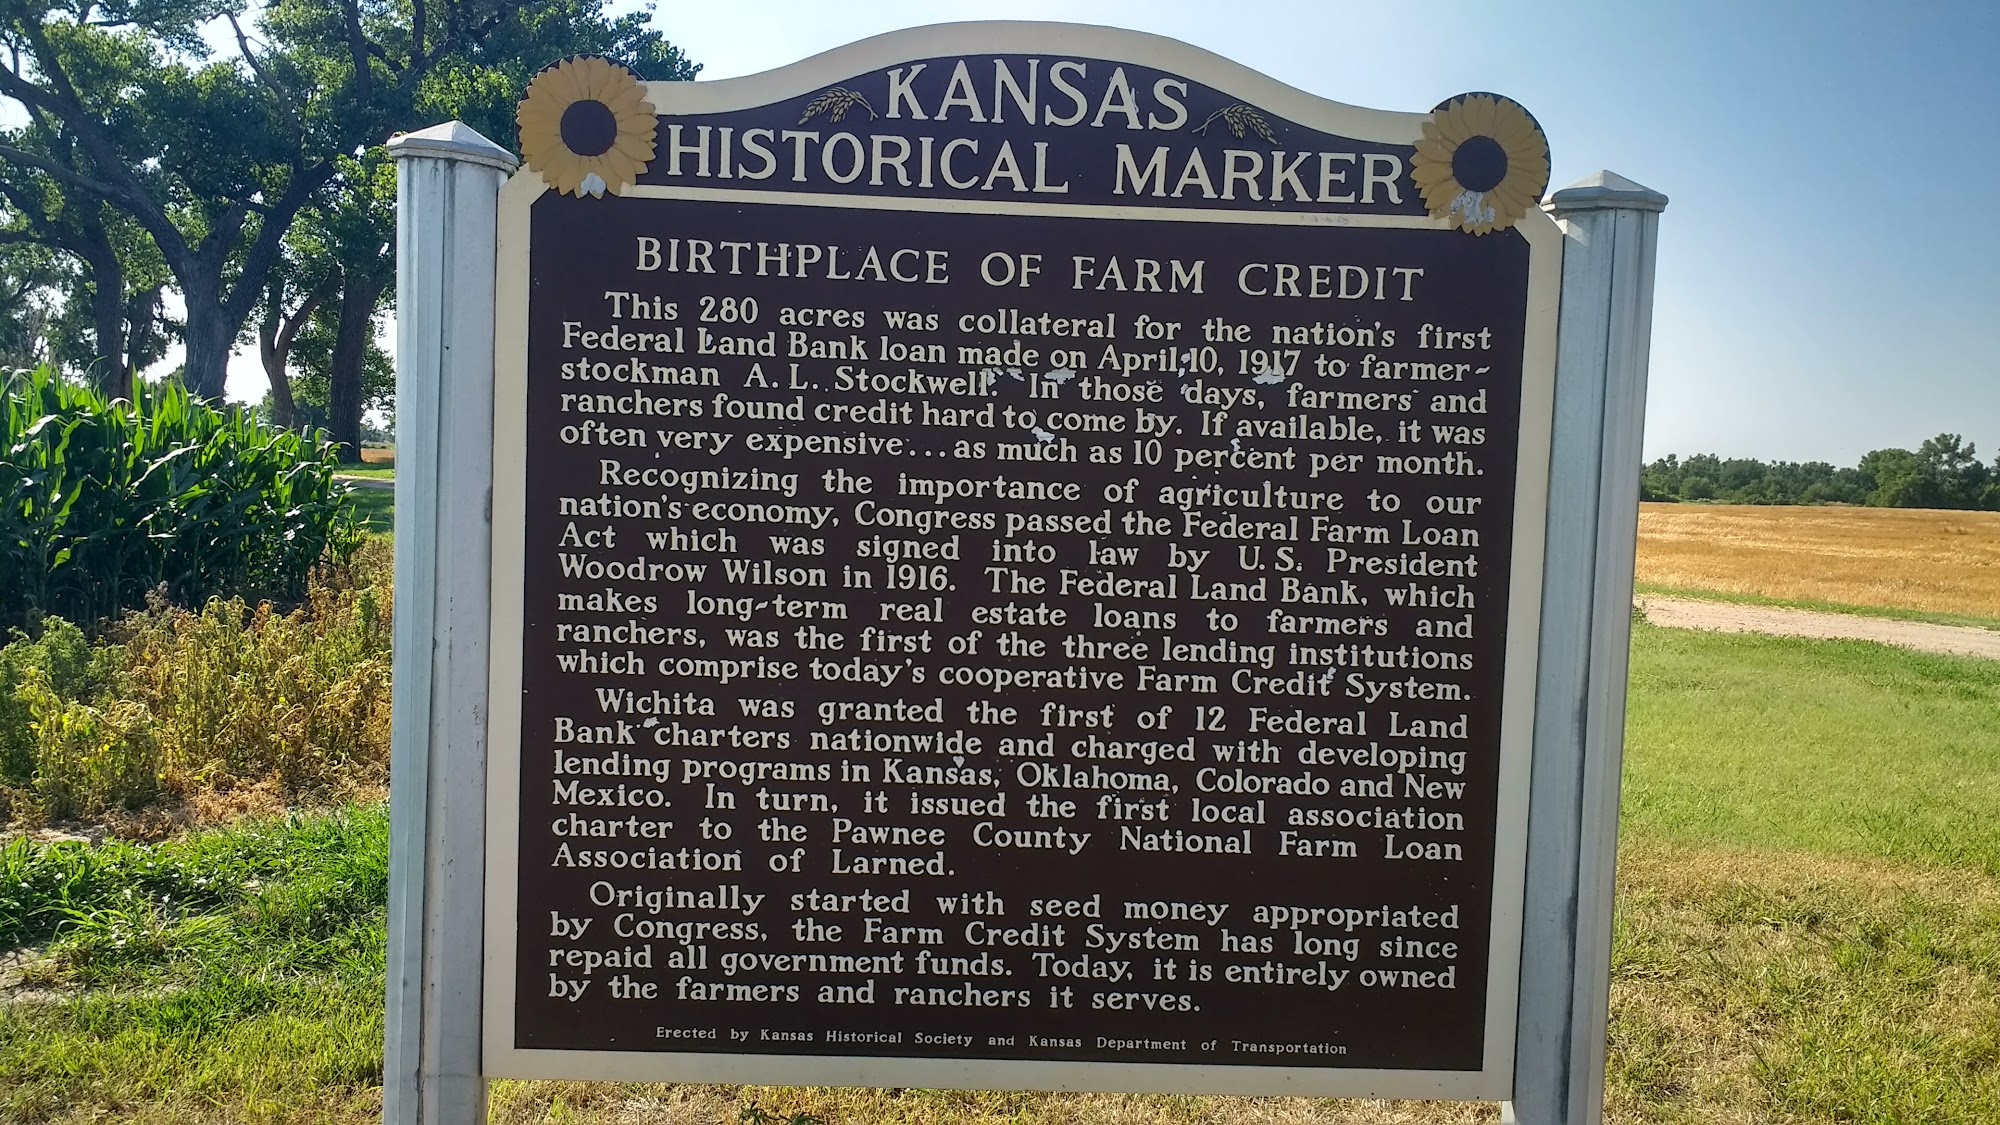 KANSAS
HISTORICAL MARKER
BIRTHPLACE OF FARM CREDIT
This 280 acres was collateral for the nation's first
Federal Land Bank loan made on April 10, 1917 to farmer-
stockman A. L. Stockwell. In those days, farmers and
ranchers found credit hard to come by. If available, it was
often very expensive...as much as 10 percent per month.
Recognizing the importance of agriculture to our
nation's economy, Congress passed the Federal Farm Loan
Act which was signed into law by U. S. President
Woodrow Wilson in 1916. The Federal Land Bank, which
makes long-term real estate loans to farmers and
ranchers, was the first of the three lending institutions
which comprise today's cooperative Farm Credit System.
Wichita was granted the first of 12 Federal Land
Bank charters nationwide and charged with developing
lending programs in Kansas, Oklahoma, Colorado and New
Mexico. In turn, it issued the first local association
charter to the Pawnee County National Farm Loan
Association of Larned.
Originally started with seed money appropriated
by Congress, the Farm Credit System has long since
repaid all government funds. Today, it is entirely owned
by the farmers and ranchers it serves.
Erected by Kansas Historical Society and Kansas Department of Transportation